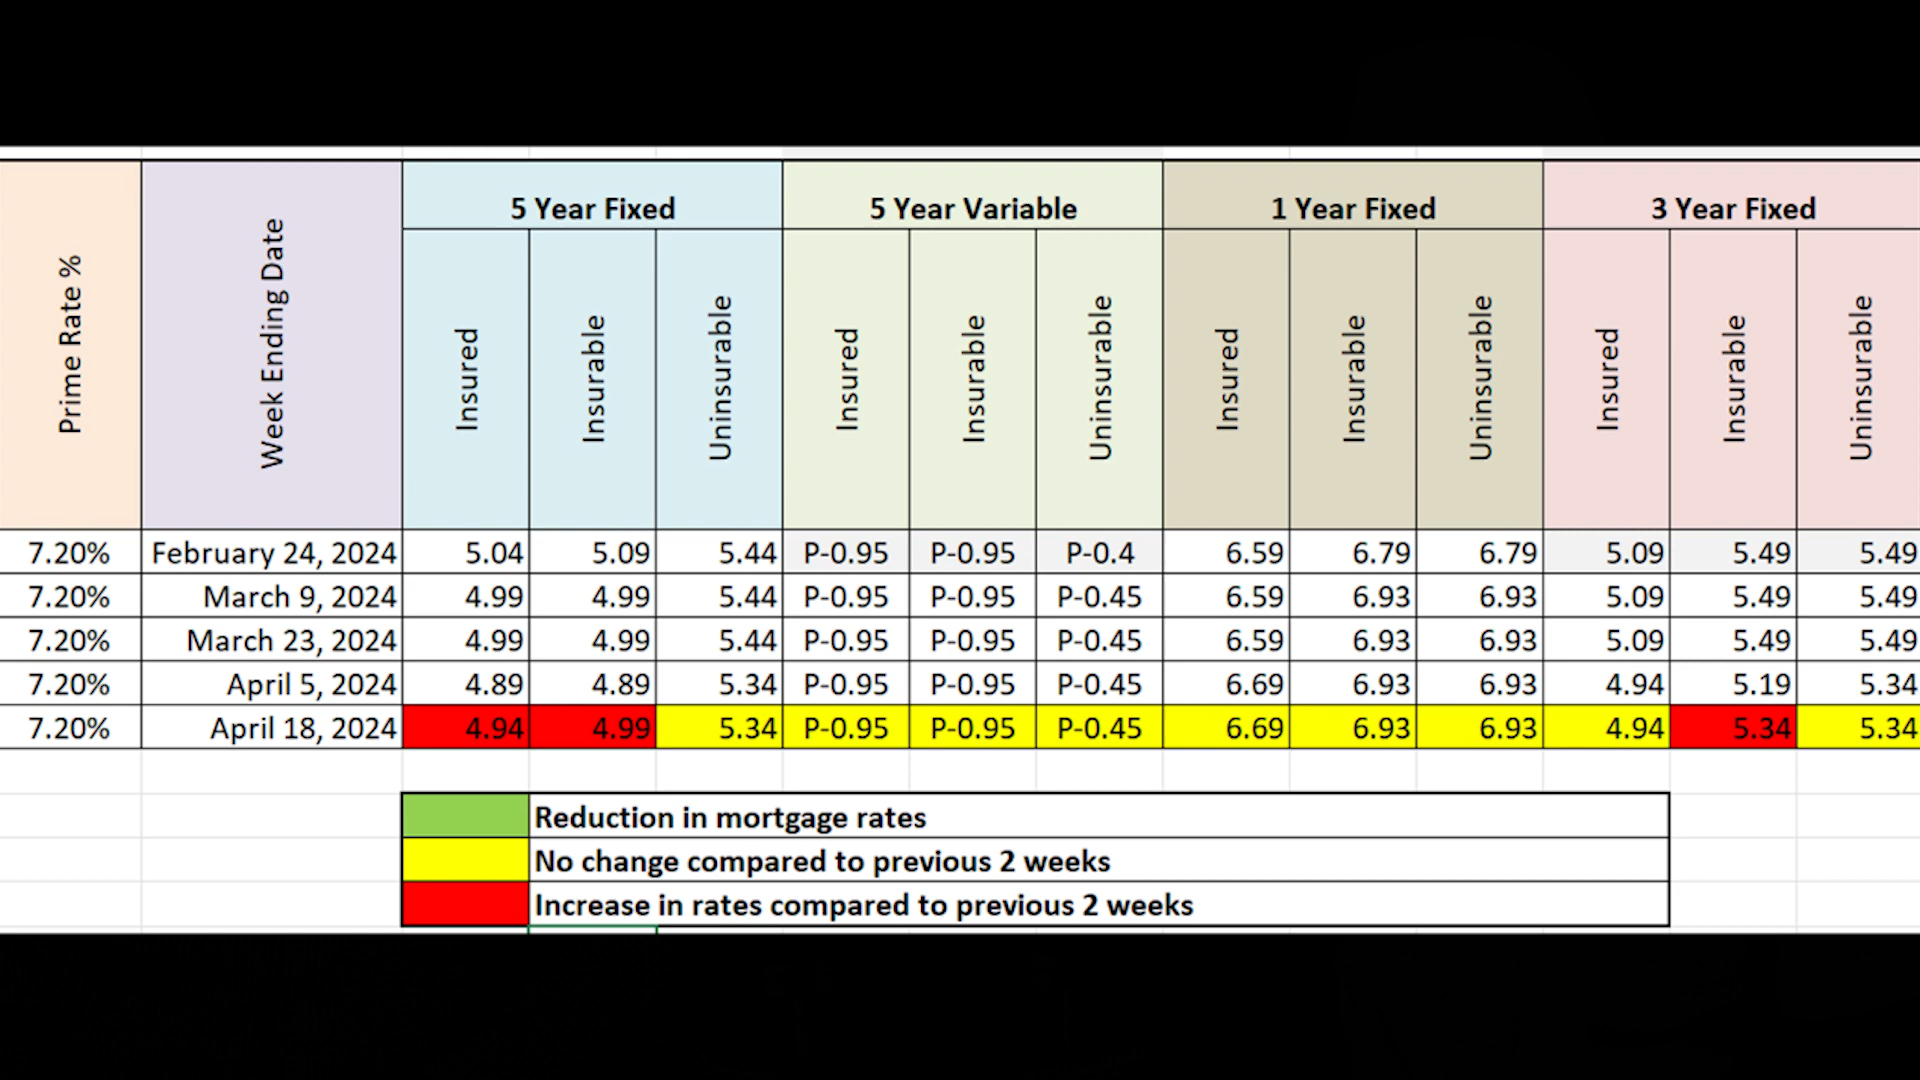 Prime Rate % Week Ending Date 5 Year Fixed 5 Year Variable 1 Year Fixed 3 Year Fixed
Insured Insurable Uninsurable Insured Insurable Uninsurable Insured Insurable Uninsurable Insured Insurable Uninsurable
7.20% February 24, 2024 5.04 5.09 5.44 P-0.95 P-0.95 P-0.4 6.59 6.79 6.79 5.09 5.49 5.49
7.20% March 9, 2024 4.99 4.99 5.44 P-0.95 P-0.95 P-0.45 6.59 6.93 6.93 5.09 5.49 5.49
7.20% March 23, 2024 4.99 4.99 5.44 P-0.95 P-0.95 P-0.45 6.59 6.93 6.93 5.09 5.49 5.49
7.20% April 5, 2024 4.89 4.89 5.34 P-0.95 P-0.95 P-0.45 6.69 6.93 6.93 4.94 5.19 5.34
7.20% April 18, 2024 4.94 4.99 5.34 P-0.95 P-0.95 P-0.45 6.69 6.93 6.93 4.94 5.34 5.34
Reduction in mortgage rates
No change compared to previous 2 weeks
Increase in rates compared to previous 2 weeks